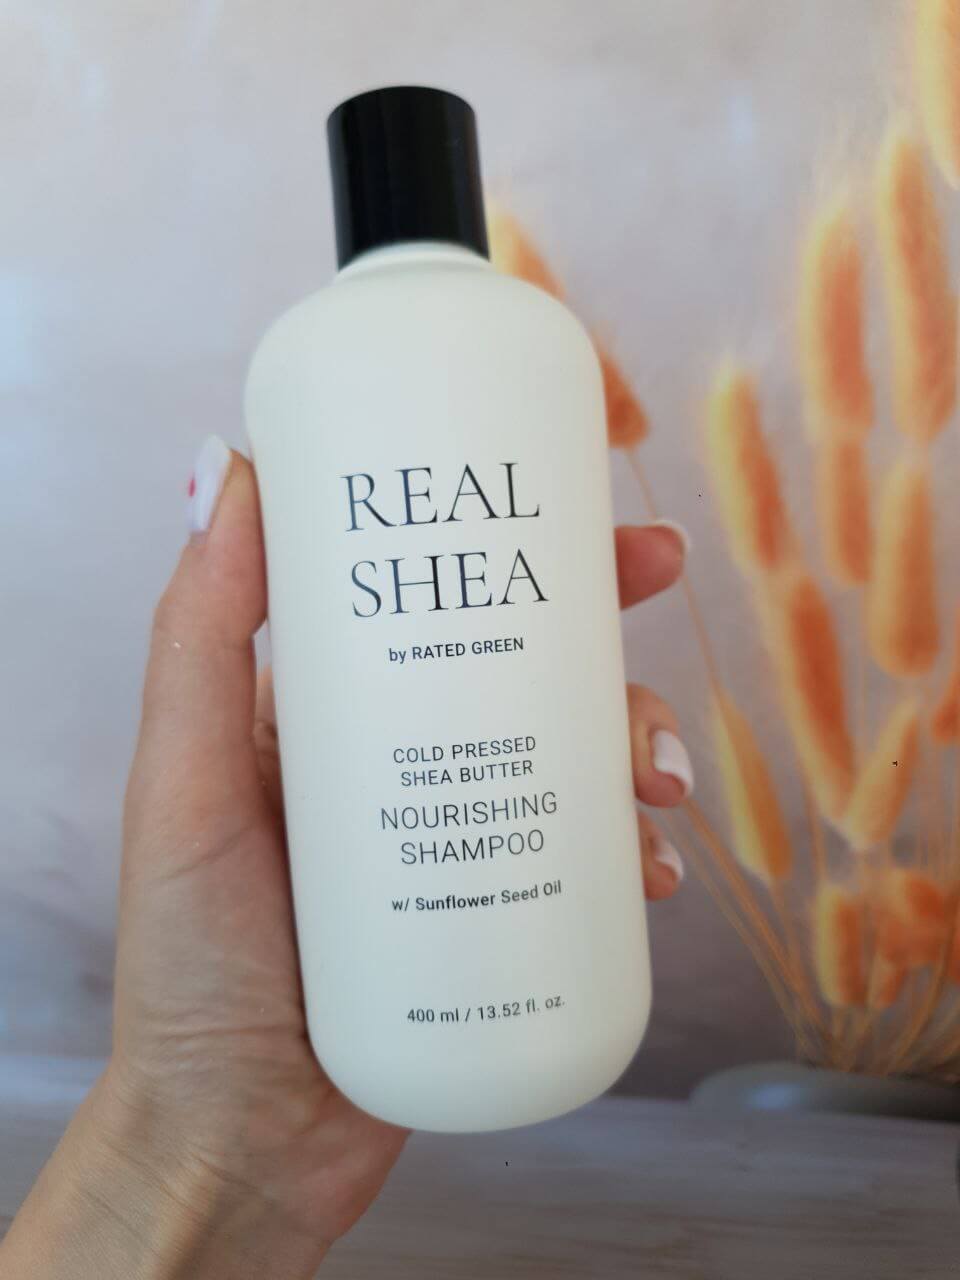 REAL
SHEA
by RATED GREEN
COLD PRESSED
SHEA BUTTER
NOURISHING
SHAMPOO
w/ Sunflower Seed Oil
400 ml / 13.52 fl. oz.